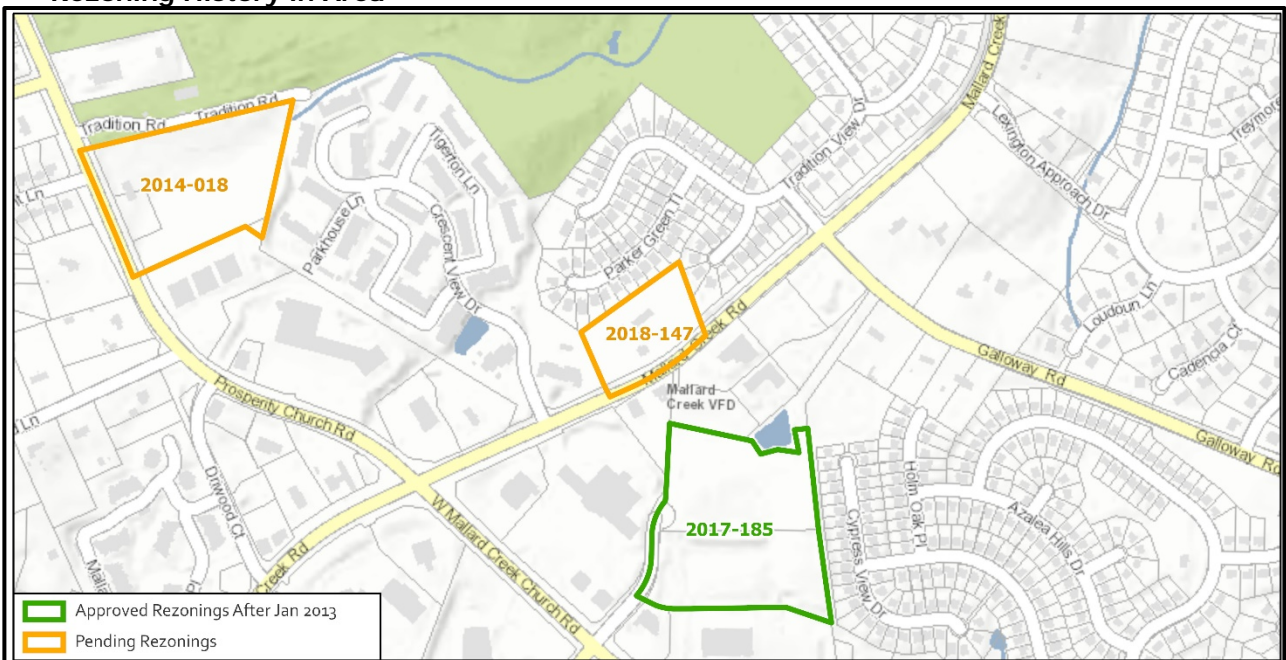 Rezoning History in Area
Mallard Creek
Tradition Rd
Tradition Rd
Tradition View Dr
Lexington Approach Dr
Treymor
2014-018
Tigerton Ln
Parkhouse Ln
Crescent View Dr
Parker Green Tl
2018-147
Mallard Creek Rd
Loudoun Ln
Cadencia Ct
Galloway Rd
Galloway Rd
Mallard
Creek VFD
Prosperity Church Rd
Driwood Ct
W Mallard Creek Church Rd
Creek Rd
2017-185
Cypress View Dr
Holm Oak Pl
Azalea Hills Dr
Approved Rezonings After Jan 2013
Pending Rezonings